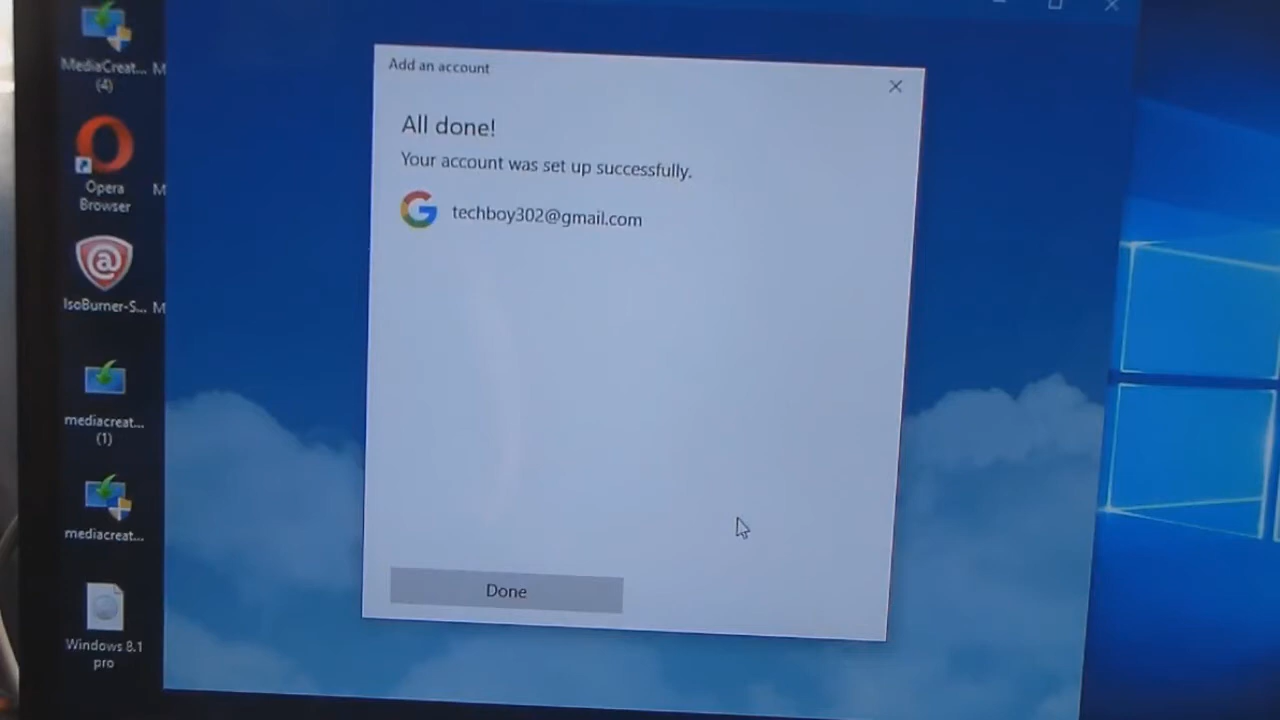 MediaCreat...
(4)
M
Opera
Browser
M
IsoBurner-S...
M
mediacreat...
(1)
mediacreat...
Windows 8.1
pro
Add an account
All done!
Your account was set up successfully.
techboy302@gmail.com
Done